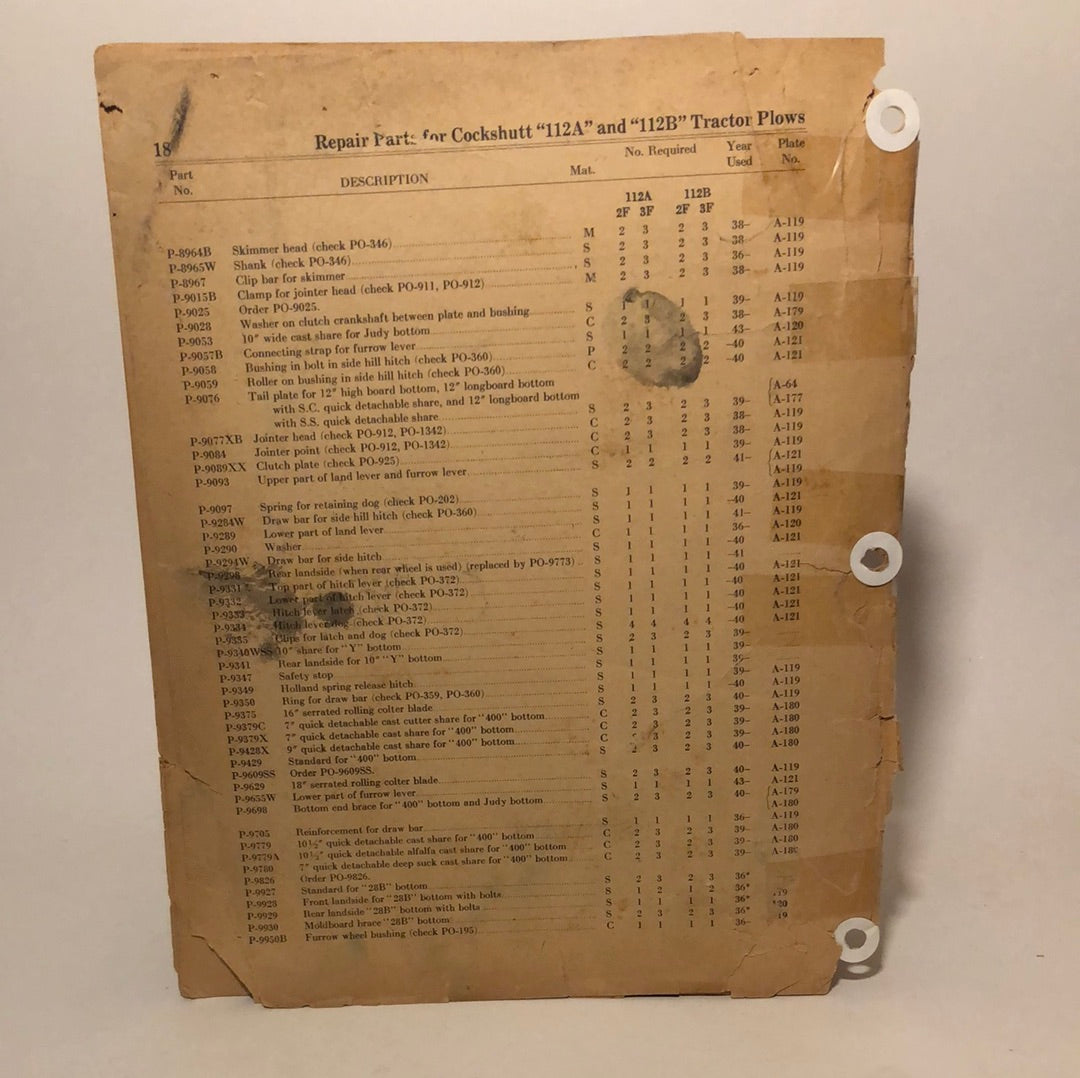 18 Repair Parts for Cockshutt "112A" and "112B" Tractor Plows
Part No. DESCRIPTION Mat. No. Required Year Used Plate No.
112A 112B
2F 3F 2F 3F
P-8964B Skimmer head (check PO-346) M 2 3 2 3 38- A-119
P-8965W Shank (check PO-346) S 2 3 2 3 38- A-119
P-8967 Clip bar for skimmer S 2 3 2 3 36- A-119
P-9015B Clamp for jointer head (check PO-911, PO-912) M 2 3 2 3 38- A-119
P-9025 Order PO-9025.
P-9028 Washer on clutch crankshaft between plate and bushing S 1 1 1 1 39- A-119
P-9053 10" wide cast share for Judy bottom C 2 3 2 3 38- A-179
P-9057B Connecting strap for furrow lever S 1 1 1 1 43- A-120
P-9058 Bushing in bolt in side hill hitch (check PO-360) P 2 2 2 2 -40 A-121
P-9059 Roller on bushing in side hill hitch (check PO-360) C 2 2 2 2 -40 A-121
P-9076 Tail plate for 12" high board bottom, 12" longboard bottom
with S.C. quick detachable share, and 12" longboard bottom {A-64
with S.S. quick detachable share S 2 3 2 3 39- {A-177
P-9077XB Jointer head (check PO-912, PO-1342) C 2 3 2 3 38- A-119
P-9084 Jointer point (check PO-912, PO-1342) C 2 3 2 3 38- A-119
P-9089XX Clutch plate (check PO-925) C 1 1 1 1 39- A-119
P-9093 Upper part of land lever and furrow lever S 2 2 2 2 41- {A-121
{A-119
P-9097 Spring for retaining dog (check PO-202) S 1 1 1 1 39- A-119
P-9284W Draw bar for side hill hitch (check PO-360) S 1 1 1 1 -40 A-121
P-9289 Lower part of land lever S 1 1 1 1 41- A-119
P-9290 Washer C 1 1 1 1 36- A-120
P-9294W Draw bar for side hitch S 1 1 1 1 -40 A-121
P-9298 Rear landside (when rear wheel is used) (replaced by PO-9773) S 1 1 1 1 -41
P-9331 Top part of hitch lever (check PO-372) S 1 1 1 1 -40 A-121
P-9332 Lower part of hitch lever (check PO-372) S 1 1 1 1 -40 A-121
P-9333 Hitch lever latch (check PO-372) S 1 1 1 1 -40 A-121
P-9334 Hitch lever dog (check PO-372) S 1 1 1 1 -40 A-121
P-9335 Clips for latch and dog (check PO-372) S 4 4 4 4 -40 A-121
P-9340WSS 10" share for "Y" bottom S 2 3 2 3 39-
P-9341 Rear landside for 10" "Y" bottom S 1 1 1 1 39-
P-9347 Safety stop S 1 1 1 1 39-
P-9349 Holland spring release hitch S 1 1 1 1 39- A-119
P-9350 Ring for draw bar (check PO-359, PO-360) S 1 1 1 1 -40 A-119
P-9375 16" serrated rolling colter blade S 2 3 2 3 40- A-119
P-9379C 7" quick detachable cast cutter share for "400" bottom C 2 3 2 3 39- A-180
P-9379X 7" quick detachable cast share for "400" bottom C 2 3 2 3 39- A-180
P-9428X 9" quick detachable cast share for "400" bottom C 3 2 3 39- A-180
P-9429 Standard for "400" bottom S 2 3 2 3 40- A-180
P-9609SS Order PO-9609SS.
P-9629 18" serrated rolling colter blade S 2 3 2 3 40- A-119
P-9655W Lower part of furrow lever S 1 1 1 1 43- A-121
P-9698 Bottom end brace for "400" bottom and Judy bottom S 2 3 2 3 40- {A-179
{A-180
P-9705 Reinforcement for draw bar S 1 1 1 1 36- A-119
P-9779 10½" quick detachable cast share for "400" bottom C 2 3 2 3 39- A-180
P-9779A 10½" quick detachable alfalfa cast share for "400" bottom C 2 3 2 3 39- A-180
P-9780 7" quick detachable deep suck cast share for "400" bottom C 2 3 2 3 39- A-180
P-9826 Order PO-9826.
P-9927 Standard for "28B" bottom S 2 3 2 3 36*
P-9928 Front landside for "28B" bottom with bolts S 1 2 1 2 36*
P-9929 Rear landside "28B" bottom with bolts S 1 1 1 1 36*
P-9930 Moldboard brace "28B" bottom S 2 3 2 3 36*
P-9950B Furrow wheel bushing (check PO-195) C 1 1 1 1 36-